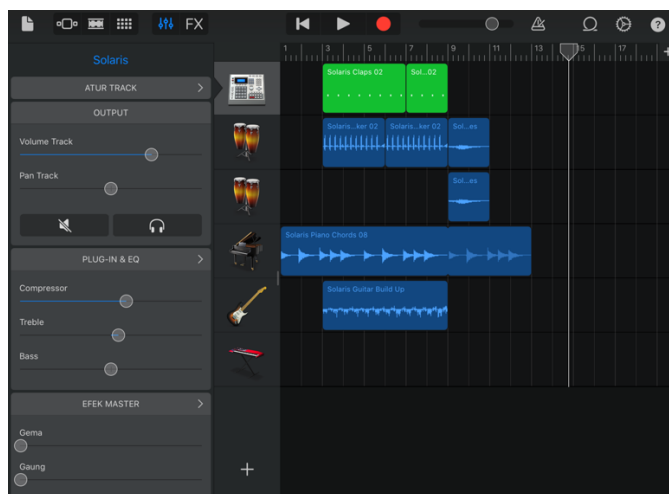 FX
?
Solaris
ATUR TRACK
OUTPUT
Volume Track
Pan Track
PLUG-IN & EQ
Compressor
Treble
Bass
EFEK MASTER
Gema
Gaung
1 3 5 7 9 11 13 15 17
Solaris Claps 02 Sol...02
Solaris...ker 02 Solaris...ker 02 Sol...es
Sol...es
Solaris Piano Chords 08
Solaris Guitar Build Up